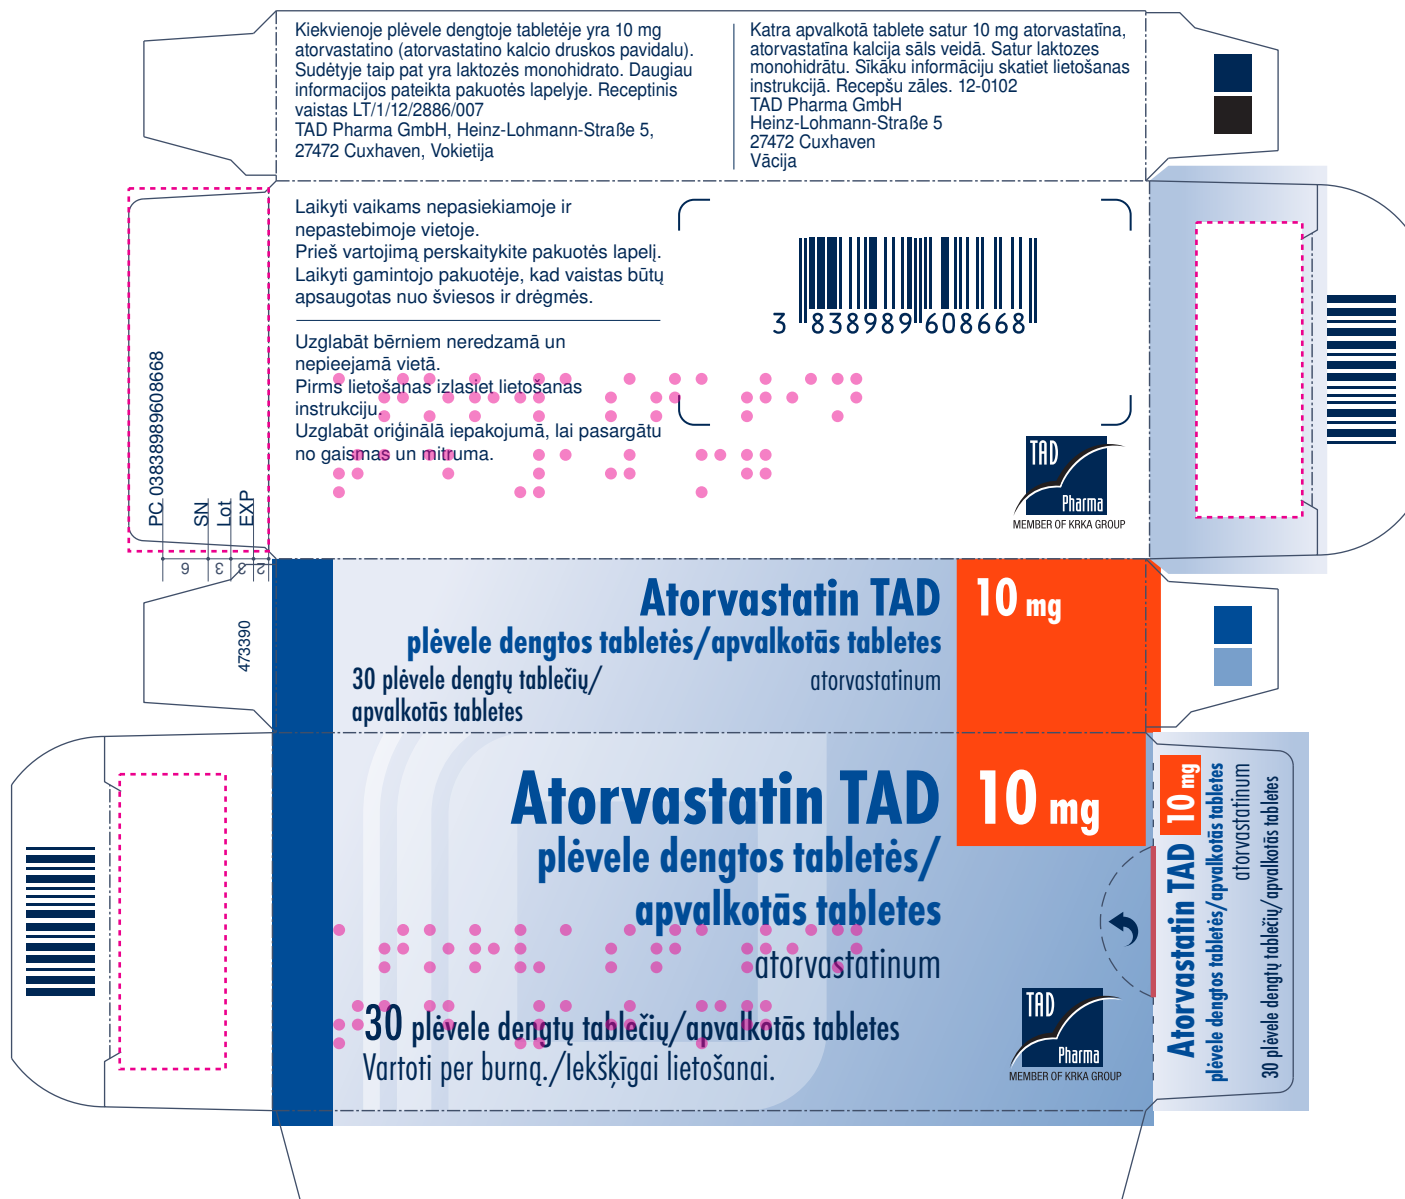 Kiekvienoje plėvele dengtoje tabletėje yra 10 mg
atorvastatino (atorvastatino kalcio druskos pavidalu).
Sudėtyje taip pat yra laktozės monohidrato. Daugiau
informacijos pateikta pakuotės lapelyje. Receptinis
vaistas LT/1/12/2886/007
TAD Pharma GmbH, Heinz-Lohmann-Straße 5,
27472 Cuxhaven, Vokietija
Katra apvalkotā tablete satur 10 mg atorvastatīna,
atorvastatīna kalcija sāls veidā. Satur laktozes
monohidrātu. Sīkāku informāciju skatiet lietošanas
instrukcijā. Recepšu zāles. 12-0102
TAD Pharma GmbH
Heinz-Lohmann-Straße 5
27472 Cuxhaven
Vācija
Laikyti vaikams nepasiekiamoje ir
nepastebimoje vietoje.
Prieš vartojimą perskaitykite pakuotės lapelį.
Laikyti gamintojo pakuotėje, kad vaistas būtų
apsaugotas nuo šviesos ir drėgmės.
Uzglabāt bērniem neredzamā un
nepieejamā vietā.
Pirms lietošanas izlasiet lietošanas
instrukciju.
Uzglabāt oriģinālā iepakojumā, lai pasargātu
no gaismas un mitruma.
3 838989 608668
TAD
Pharma
MEMBER OF KRKA GROUP
PC 03838989608668
SN
Lot
EXP
6
3
3
2
473390
Atorvastatin TAD
10 mg
plėvele dengtos tabletės/apvalkotās tabletes
30 plėvele dengtų tablečių/
apvalkotās tabletes
atorvastatinum
Atorvastatin TAD
10 mg
plėvele dengtos tabletės/
apvalkotās tabletes
atorvastatinum
30 plėvele dengtų tablečių/apvalkotās tabletes
Vartoti per burną./Iekšķīgai lietošanai.
TAD
Pharma
MEMBER OF KRKA GROUP
Atorvastatin TAD 10 mg
plėvele dengtos tabletės/apvalkotās tabletes
atorvastatinum
30 plėvele dengtų tablečių/apvalkotās tabletes